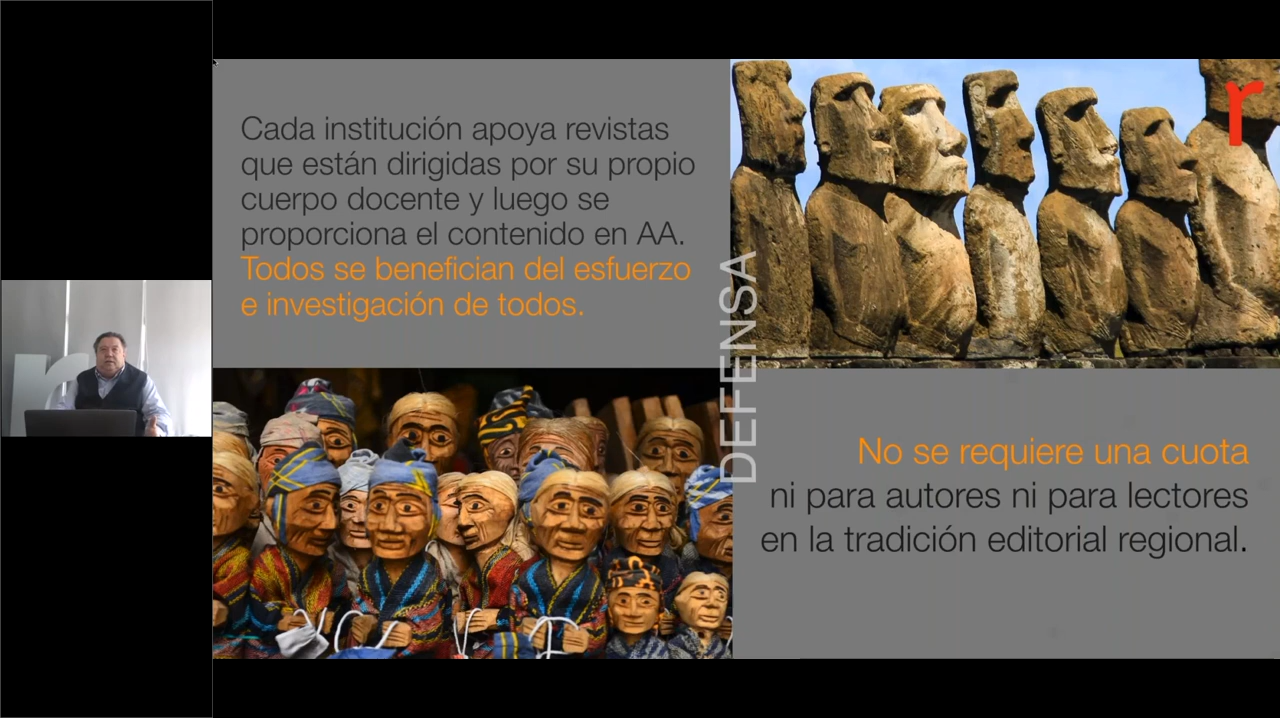 Cada institución apoya revistas
que están dirigidas por su propio
cuerpo docente y luego se
proporciona el contenido en AA.
Todos se benefician del esfuerzo
e investigación de todos.
DEFENSA
r
No se requiere una cuota
ni para autores ni para lectores
en la tradición editorial regional.